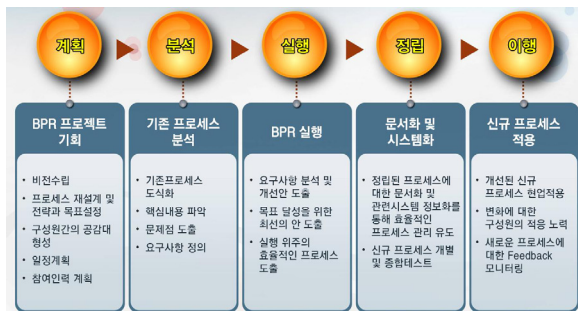 계획
분석
실행
정립
이행
BPR 프로젝트
기회
• 비전수립
• 프로세스 재설계 및
전략과 목표설정
• 구성원간의 공감대
형성
• 일정계획
• 참여인력 계획
기존 프로세스
분석
• 기존프로세스
도식화
• 핵심내용 파악
• 문제점 도출
• 요구사항 정의
BPR 실행
• 요구사항 분석 및
개선안 도출
• 목표 달성을 위한
최선의 안 도출
• 실행 위주의
효율적인 프로세스
도출
문서화 및
시스템화
• 정립된 프로세스에
대한 문서화 및
관련시스템 정보화를
통해 효율적인
프로세스 관리 유도
• 신규 프로세스 개별
및 종합테스트
신규 프로세스
적용
• 개선된 신규
프로세스 현업적용
• 변화에 대한
구성원의 적응 노력
• 새로운 프로세스에
대한 Feedback
모니터링